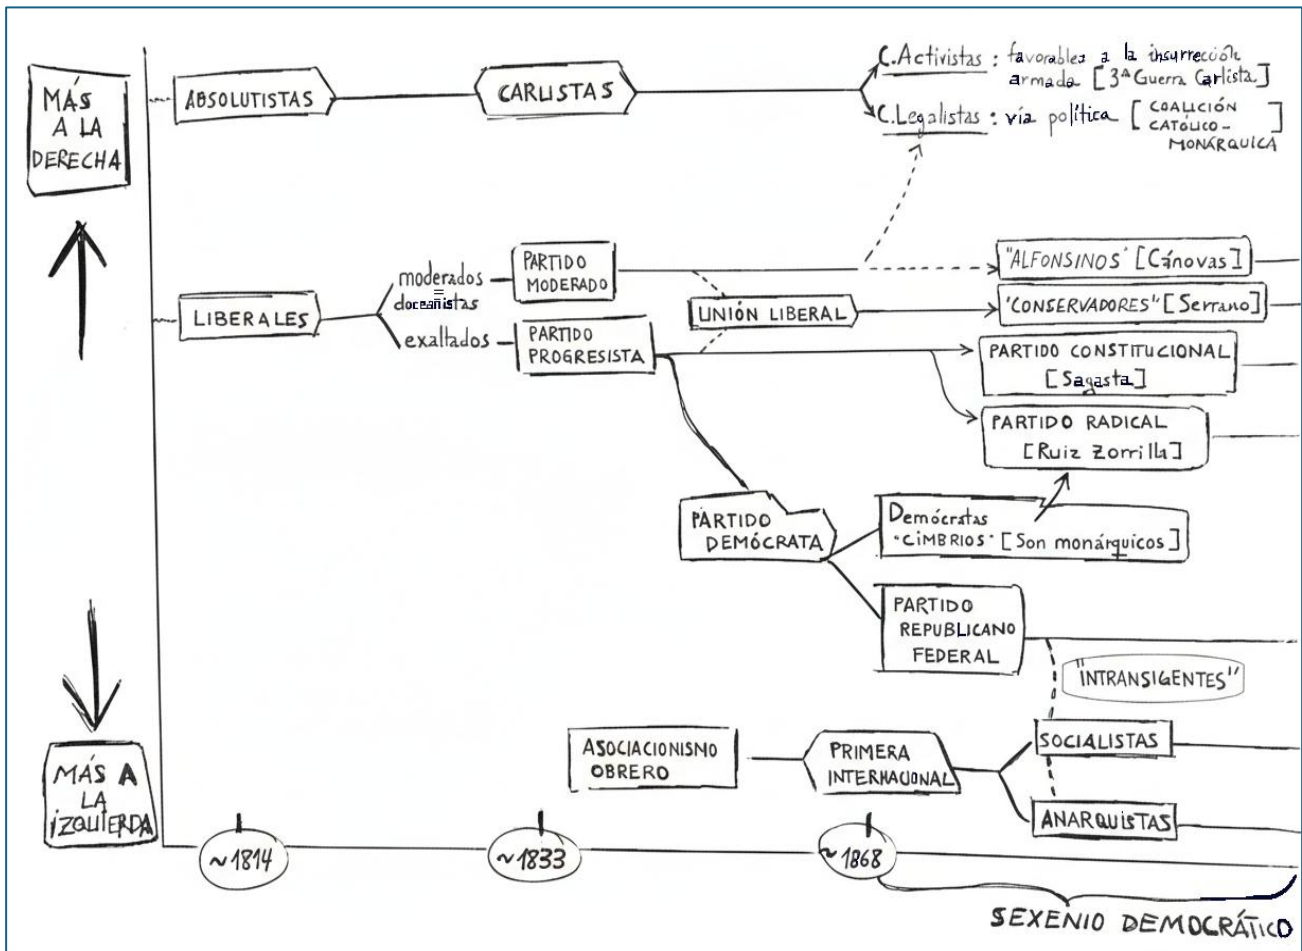 MÁS
A LA
DERECHA
ABSOLUTISTAS
CARLISTAS
C.Activistas : favorables a la insurrección
armada [3ª Guerra Carlista]
C.Legalistas : vía política [COALICIÓN
CATÓLICO-
MONÁRQUICA]
LIBERALES
moderados
=
doceañistas
exaltados
PARTIDO
MODERADO
PARTIDO
PROGRESISTA
UNIÓN LIBERAL
"ALFONSINOS" [Cánovas]
"CONSERVADORES" [Serrano]
PARTIDO CONSTITUCIONAL
[Sagasta]
PARTIDO RADICAL
[Ruiz Zorrilla]
PARTIDO
DEMÓCRATA
Demócratas
"CIMBRIOS" [Son monárquicos]
PARTIDO
REPUBLICANO
FEDERAL
"INTRANSIGENTES"
ASOCIACIONISMO
OBRERO
PRIMERA
INTERNACIONAL
SOCIALISTAS
ANARQUISTAS
MÁS A
LA
IZQUIERDA
~1814
~1833
~1868
SEXENIO DEMOCRÁTICO